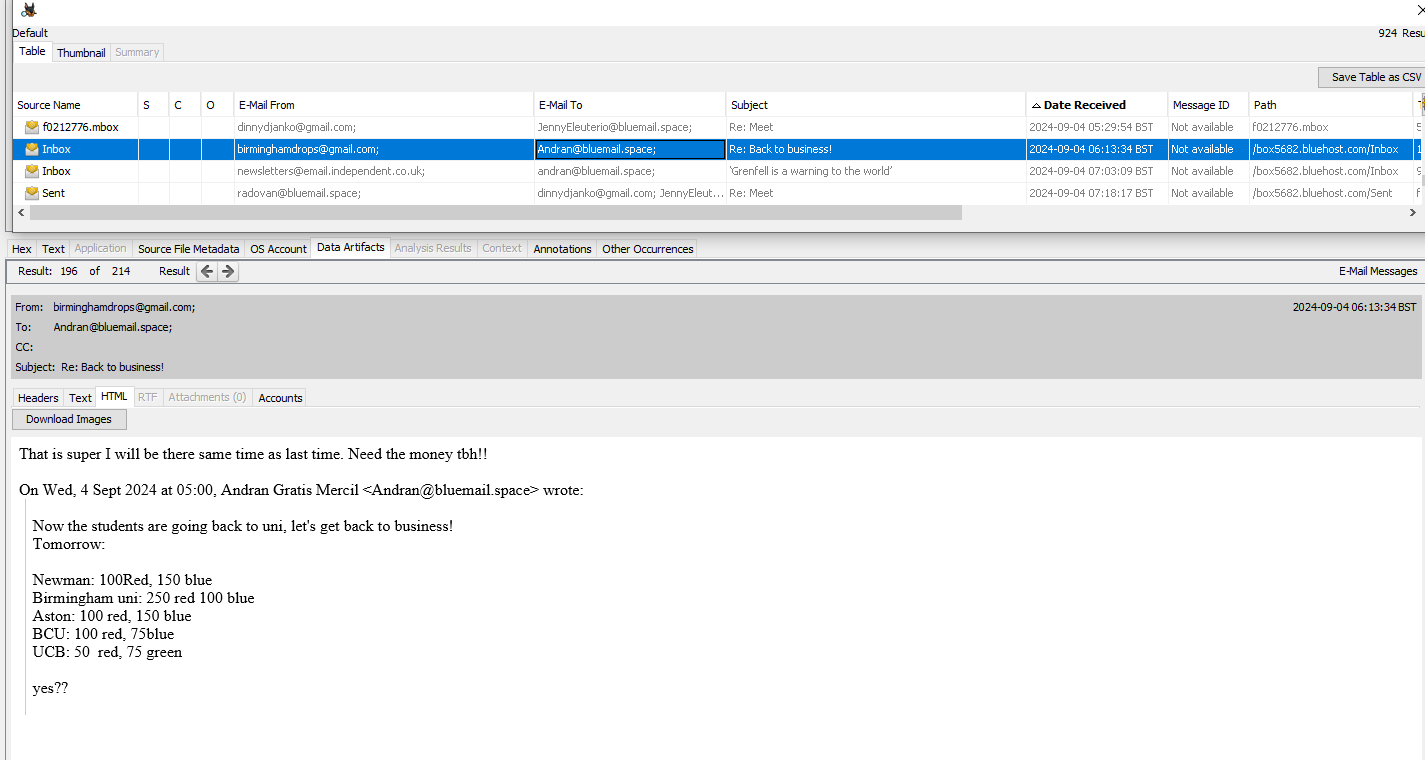 Default
924 Resu
Table Thumbnail Summary
Save Table as CSV
Source Name S C O E-Mail From E-Mail To Subject Date Received Message ID Path
f0212776.mbox dinnydjanko@gmail.com; JennyEleuterio@bluemail.space; Re: Meet 2024-09-04 05:29:54 BST Not available f0212776.mbox 5
Inbox birminghamdrops@gmail.com; Andran@bluemail.space; Re: Back to business! 2024-09-04 06:13:34 BST Not available /box5682.bluehost.com/Inbox 1
Inbox newsletters@email.independent.co.uk; andran@bluemail.space; 'Grenfell is a warning to the world' 2024-09-04 07:03:09 BST Not available /box5682.bluehost.com/Inbox 9
Sent radovan@bluemail.space; dinnydjanko@gmail.com; JennyEleut... Re: Meet 2024-09-04 07:18:17 BST Not available /box5682.bluehost.com/Sent f
Hex Text Application Source File Metadata OS Account Data Artifacts Analysis Results Context Annotations Other Occurrences
Result: 196 of 214 Result E-Mail Messages
From: birminghamdrops@gmail.com; 2024-09-04 06:13:34 BST
To: Andran@bluemail.space;
CC:
Subject: Re: Back to business!
Headers Text HTML RTF Attachments (0) Accounts
Download Images
That is super I will be there same time as last time. Need the money tbh!!
On Wed, 4 Sept 2024 at 05:00, Andran Gratis Mercil <Andran@bluemail.space> wrote:
Now the students are going back to uni, let's get back to business!
Tomorrow:
Newman: 100Red, 150 blue
Birmingham uni: 250 red 100 blue
Aston: 100 red, 150 blue
BCU: 100 red, 75blue
UCB: 50  red, 75 green
yes??